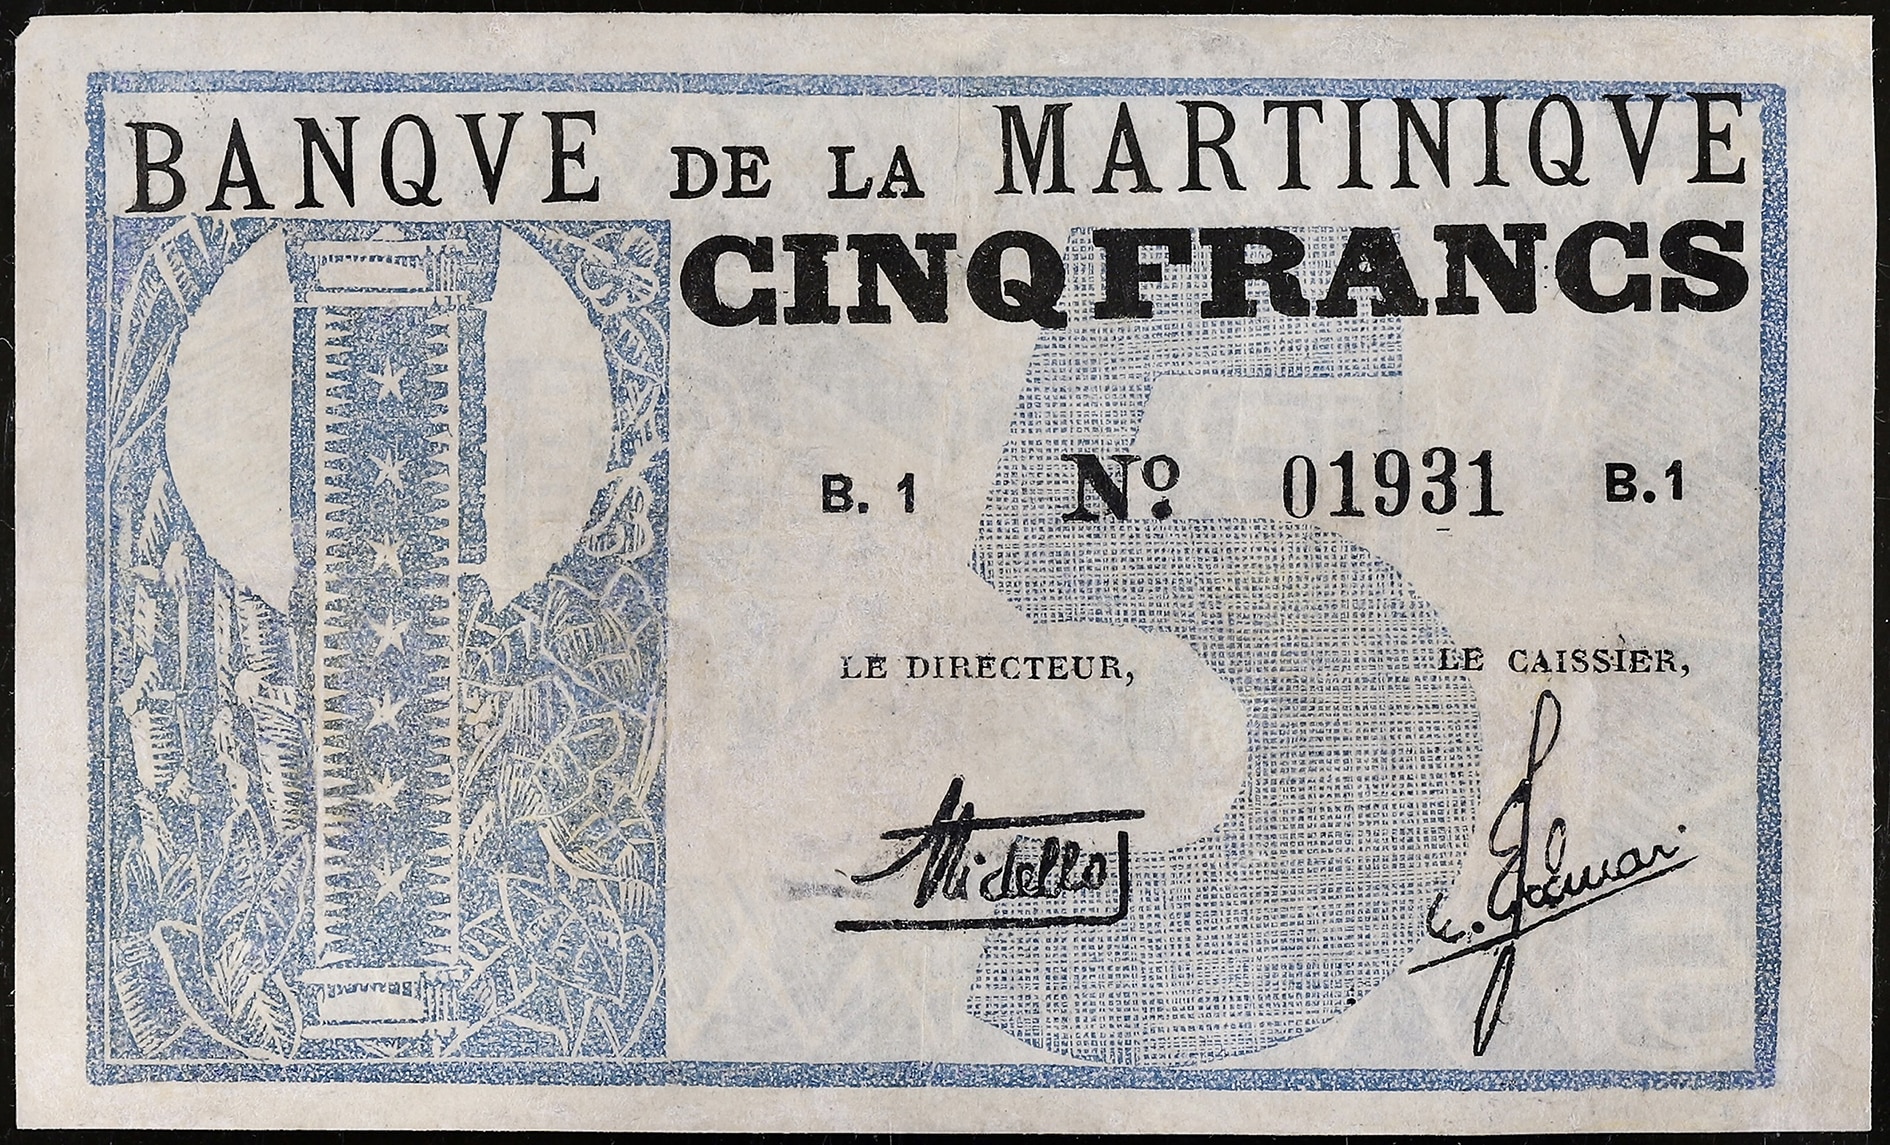 BANQVE DE LA MARTINIQVE
CINQ FRANCS
B. 1 No 01931 B. 1
LE DIRECTEUR, LE CAISSIER,